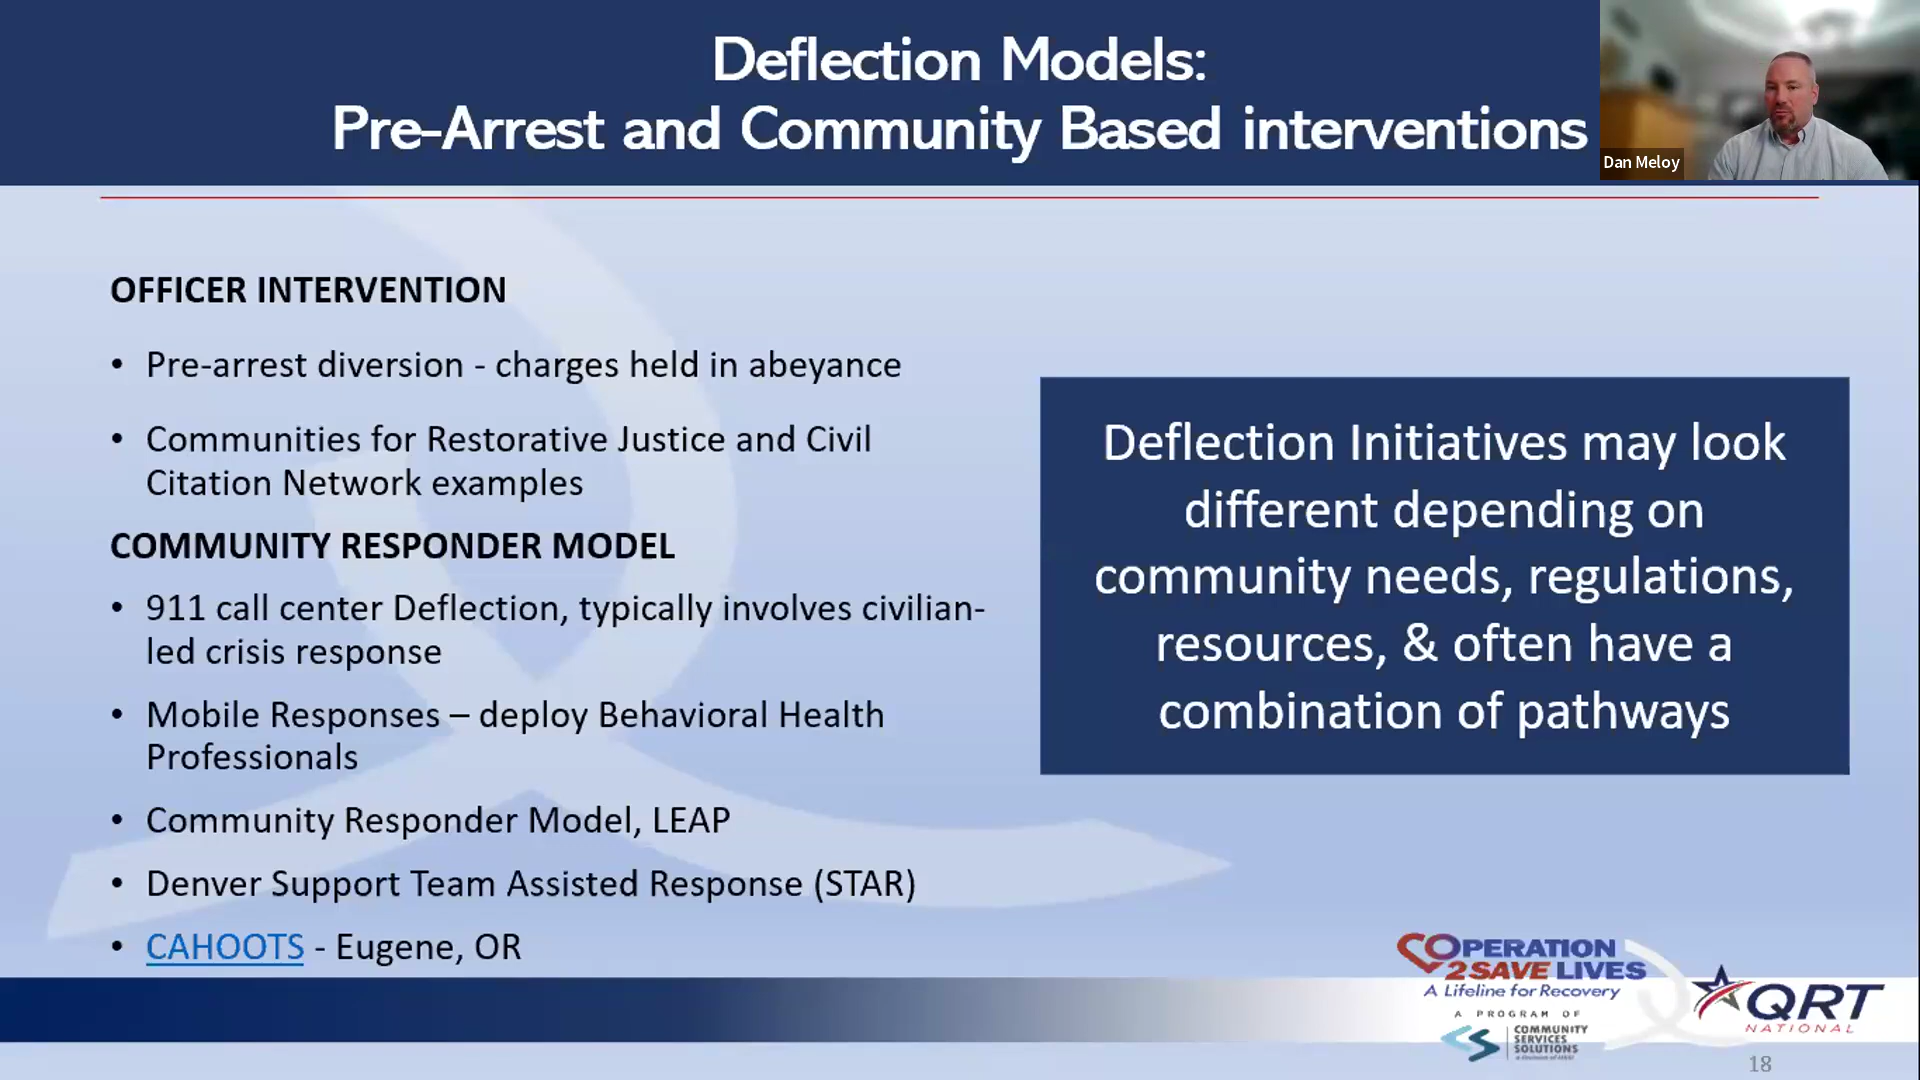 Deflection Models:
Pre-Arrest and Community Based interventions
Dan Meloy
OFFICER INTERVENTION
• Pre-arrest diversion - charges held in abeyance
• Communities for Restorative Justice and Civil
Citation Network examples
COMMUNITY RESPONDER MODEL
• 911 call center Deflection, typically involves civilian-
led crisis response
• Mobile Responses – deploy Behavioral Health
Professionals
• Community Responder Model, LEAP
• Denver Support Team Assisted Response (STAR)
• CAHOOTS - Eugene, OR
Deflection Initiatives may look
different depending on
community needs, regulations,
resources, & often have a
combination of pathways
OPERATION
2SAVE LIVES
A Lifeline for Recovery
A PROGRAM OF
COMMUNITY
SERVICES
SOLUTIONS
QRT
NATIONAL
18